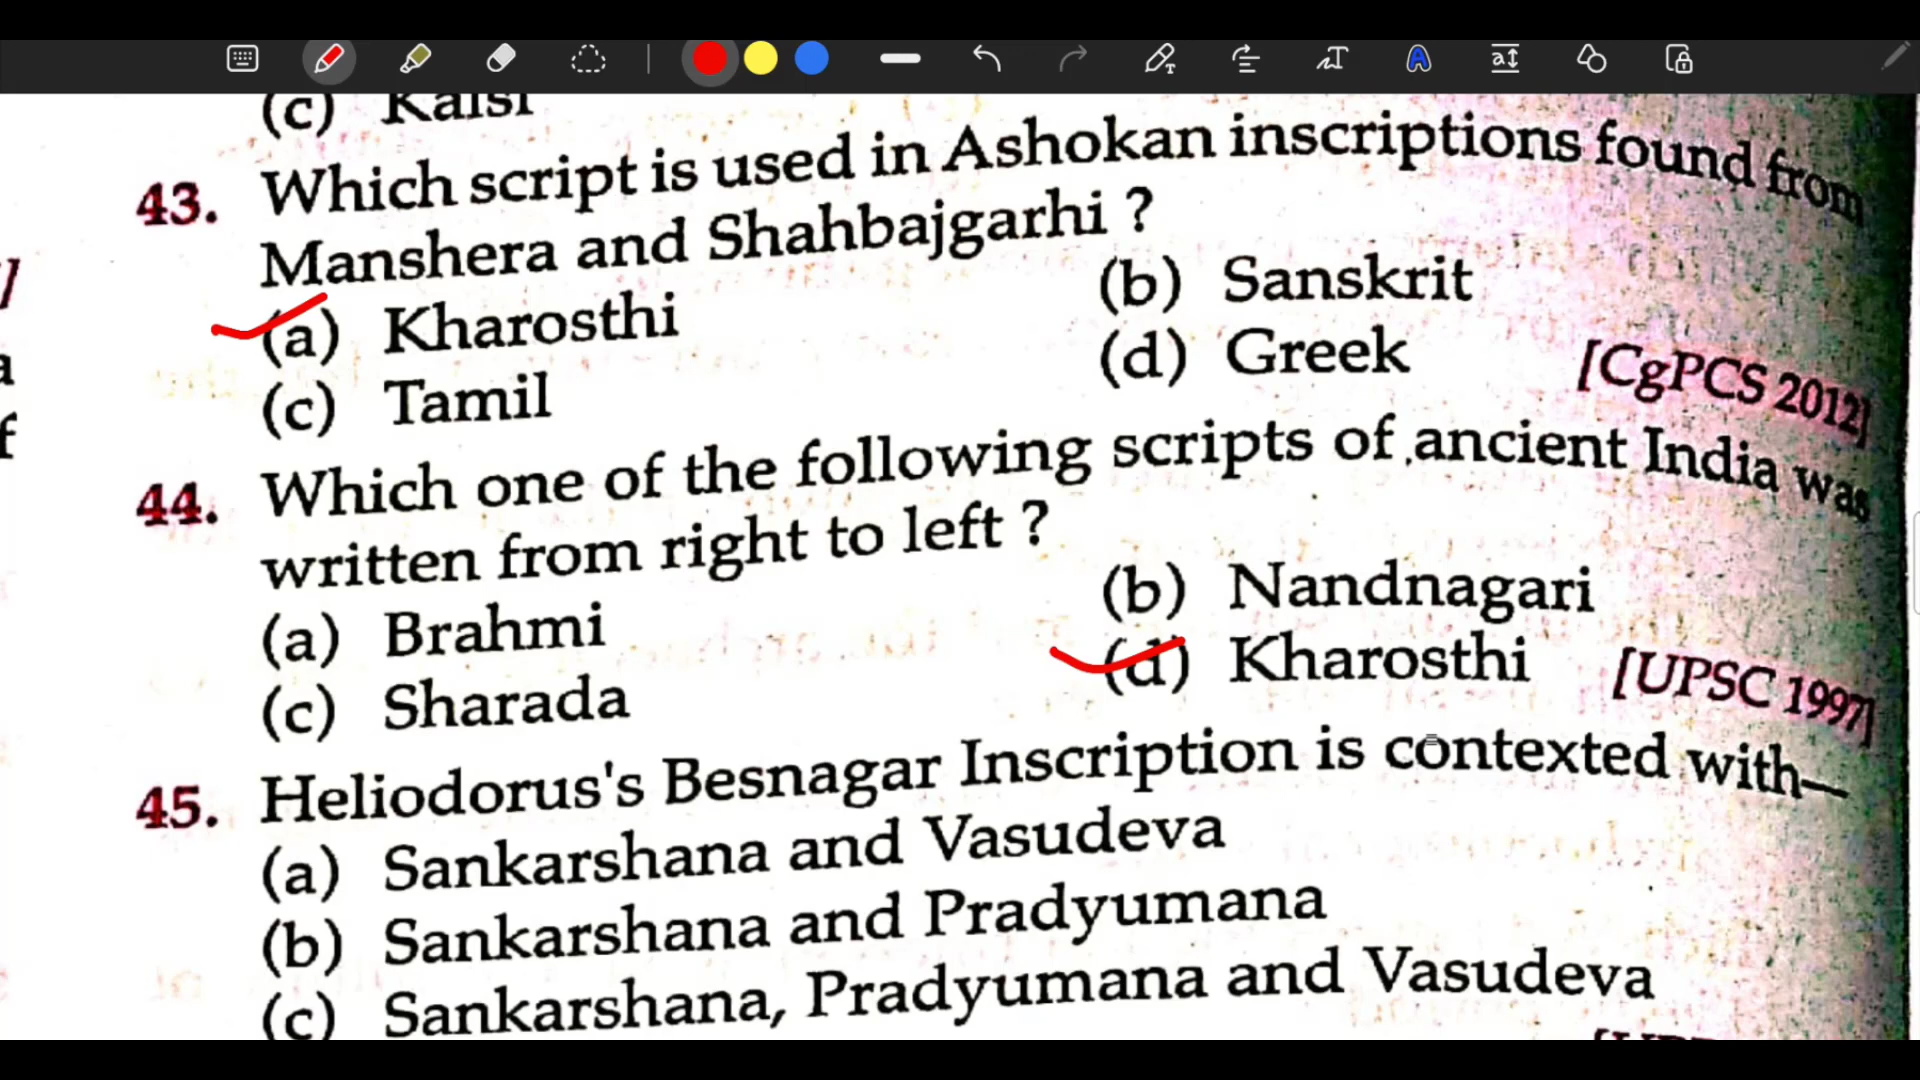 (c) Kalsi
43. Which script is used in Ashokan inscriptions found from
Manshera and Shahbajgarhi ?
(a) Kharosthi (b) Sanskrit
(c) Tamil (d) Greek [CgPCS 2012]
44. Which one of the following scripts of ancient India was
written from right to left ?
(a) Brahmi (b) Nandnagari
(c) Sharada (d) Kharosthi [UPSC 1997]
45. Heliodorus's Besnagar Inscription is contexted with—
(a) Sankarshana and Vasudeva
(b) Sankarshana and Pradyumana
(c) Sankarshana, Pradyumana and Vasudeva